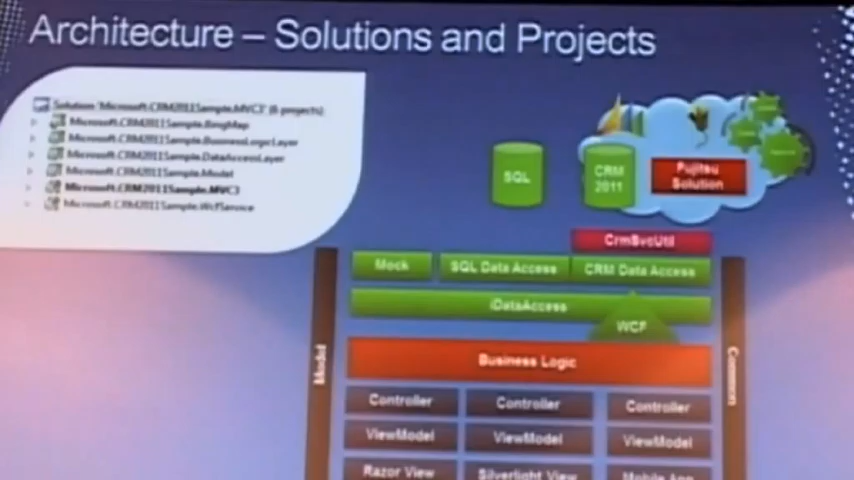 Architecture – Solutions and Projects
Solution 'Microsoft.CRM2011Sample.MVC3' (6 projects)
Microsoft.CRM2011Sample.BingMap
Microsoft.CRM2011Sample.BusinessLogicLayer
Microsoft.CRM2011Sample.DataAccessLayer
Microsoft.CRM2011Sample.Model
Microsoft.CRM2011Sample.MVC3
Microsoft.CRM2011Sample.WcfService
SQL
CRM
2011
Fujitsu
Solution
CrmSvcUtil
Mock
SQL Data Access
CRM Data Access
iDataAccess
WCF
Model
Common
Business Logic
Controller
Controller
Controller
ViewModel
ViewModel
ViewModel
Razor View
Silverlight View
Mobile App